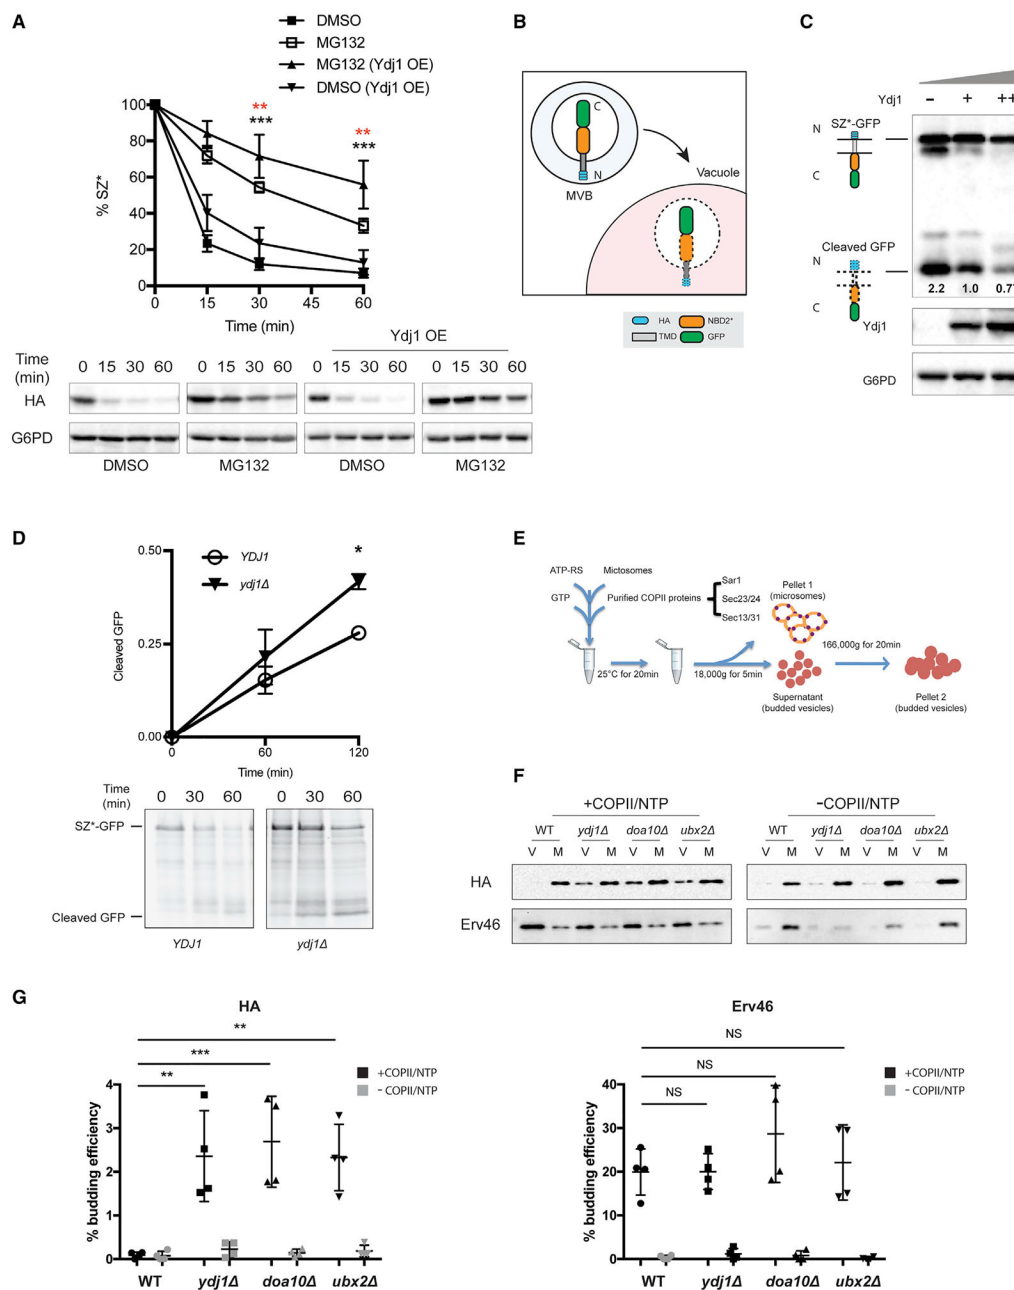 A
DMSO
MG132
MG132 (Ydj1 OE)
DMSO (Ydj1 OE)
% SZ*
100
80
60
40
20
0
** **
*** ***
0 15 30 45 60
Time (min)
Ydj1 OE
Time (min)
0 15 30 60 0 15 30 60 0 15 30 60 0 15 30 60
HA
G6PD
DMSO MG132 DMSO MG132
B
C
N
MVB
Vacuole
HA NBD2*
TMD GFP
C
Ydj1 – + ++
N SZ*-GFP
C
Cleaved GFP
N
C
2.2 1.0 0.7
Ydj1
G6PD
D
YDJ1
ydj1Δ
*
Cleaved GFP
0.50
0.25
0.00
0 60 120
Time (min)
Time (min)
0 30 60 0 30 60
SZ*-GFP
Cleaved GFP
YDJ1 ydj1Δ
E
ATP-RS Mictosomes
GTP Purified COPII proteins
Sar1
Sec23/24
Sec13/31
Pellet 1
(microsomes)
25°C for 20min
18,000g for 5min
166,000g for 20min
Supernatant
(budded vesicles)
Pellet 2
(budded vesicles)
F
+COPII/NTP –COPII/NTP
WT ydj1Δ doa10Δ ubx2Δ WT ydj1Δ doa10Δ ubx2Δ
V M V M V M V M V M V M V M V M
HA
Erv46
G
HA
**
***
**
+COPII/NTP
– COPII/NTP
% budding efficiency
4
3
2
1
0
WT ydj1Δ doa10Δ ubx2Δ
Erv46
NS
NS
NS
+COPII/NTP
– COPII/NTP
% budding efficiency
40
30
20
10
0
WT ydj1Δ doa10Δ ubx2Δ